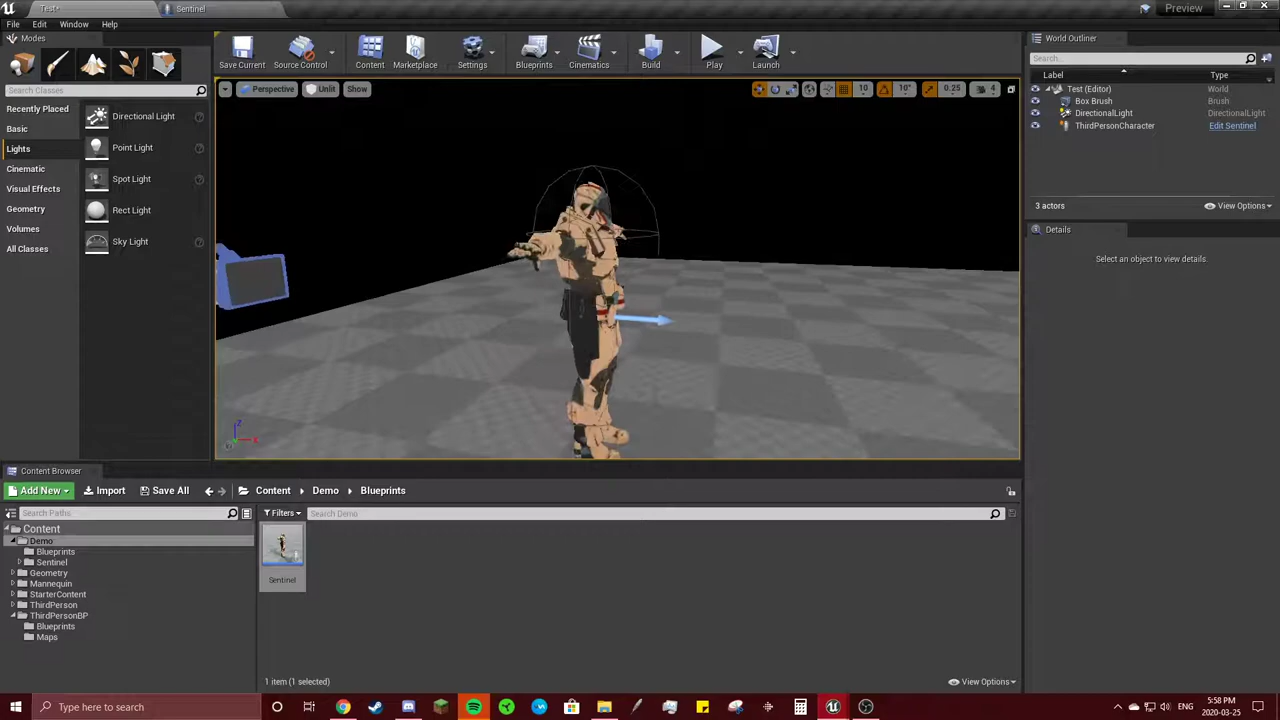 Test*
Sentinel
Preview
File Edit Window Help
Modes
Search Classes
Recently Placed
Basic
Lights
Cinematic
Visual Effects
Geometry
Volumes
All Classes
Directional Light
Point Light
Spot Light
Rect Light
Sky Light
Save Current
Source Control
Content
Marketplace
Settings
Blueprints
Cinematics
Build
Play
Launch
Perspective
Unlit
Show
10
10°
0.25
4
Z
X
World Outliner
Search...
Label Type
Test (Editor) World
Box Brush Brush
DirectionalLight DirectionalLight
ThirdPersonCharacter Edit Sentinel
3 actors View Options
Details
Select an object to view details.
Content Browser
Add New Import Save All Content Demo Blueprints
Search Paths
Filters Search Demo
Content
Demo
Blueprints
Sentinel
Geometry
Mannequin
StarterContent
ThirdPerson
ThirdPersonBP
Blueprints
Maps
Sentinel
1 item (1 selected)
View Options
Type here to search
ENG
5:58 PM
2020-03-25